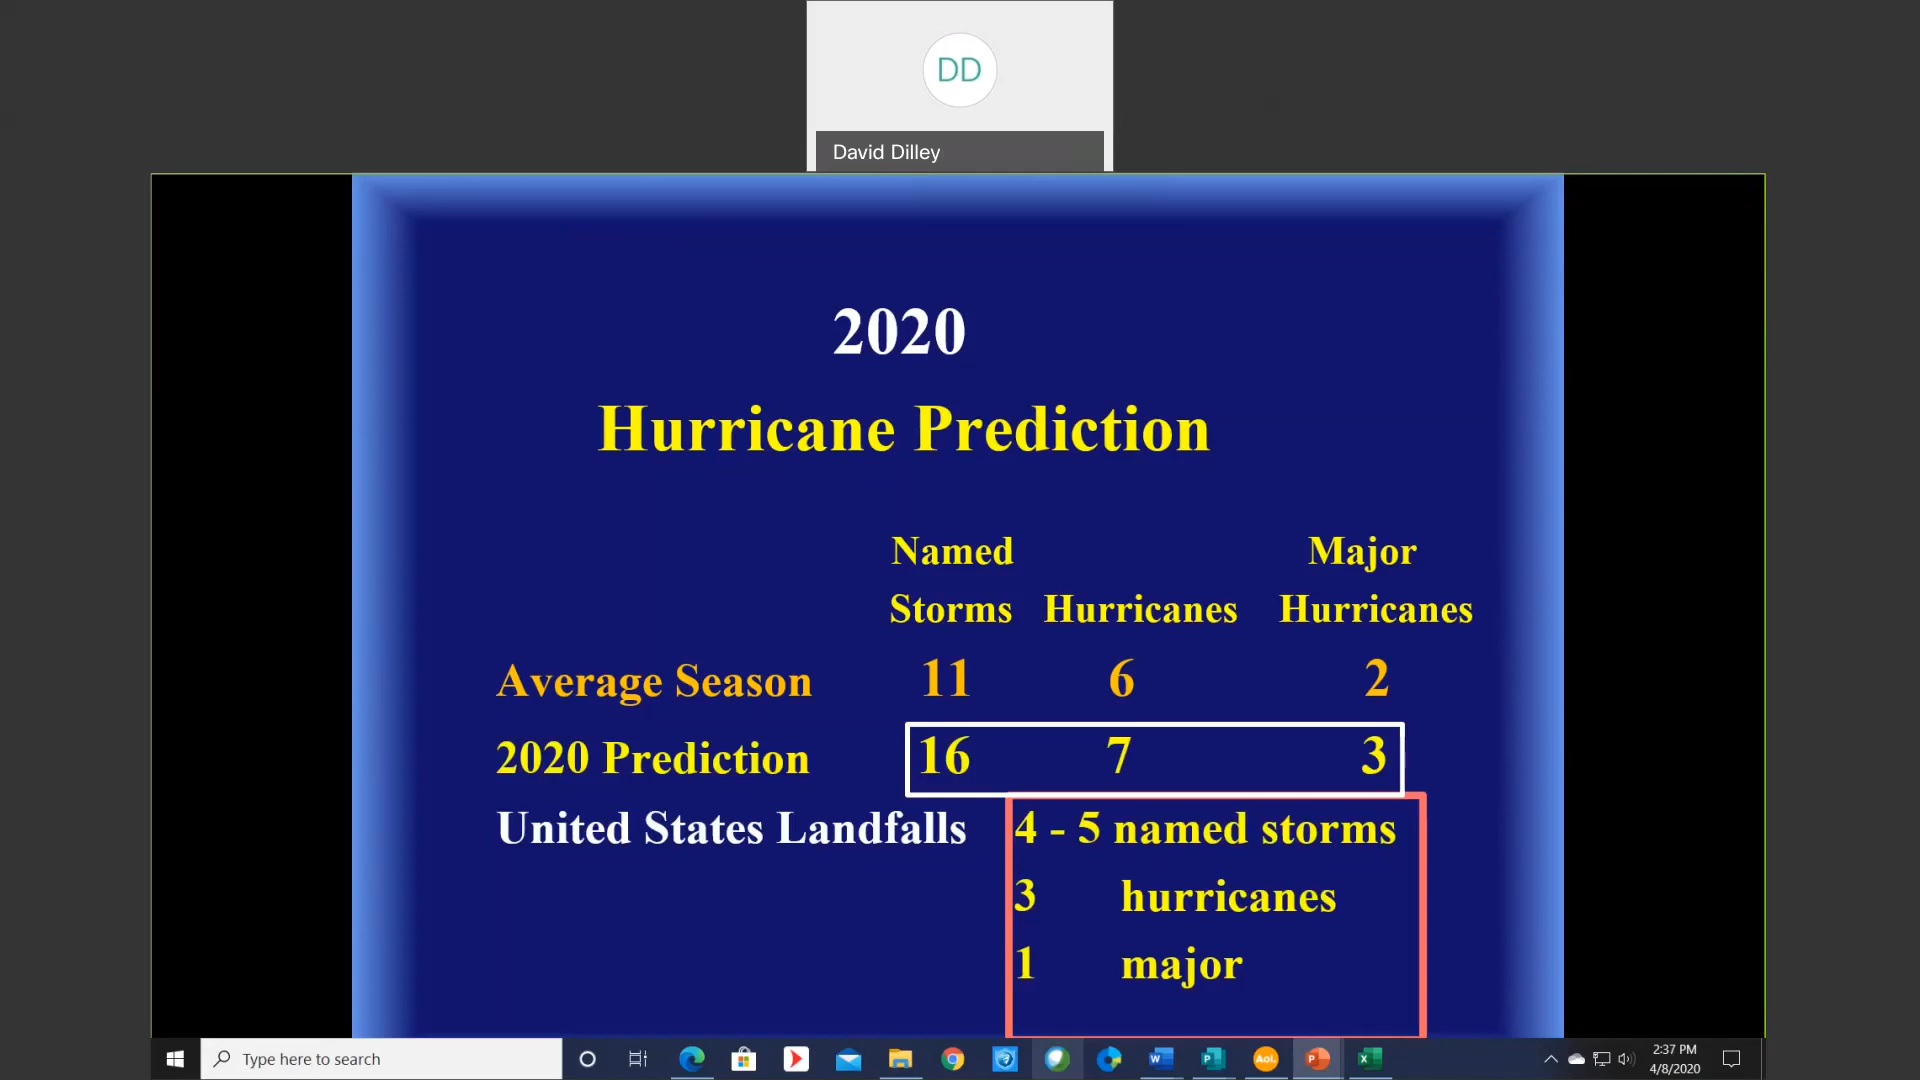 DD
David Dilley
2020
Hurricane Prediction
Named Major
Storms Hurricanes Hurricanes
Average Season 11 6 2
2020 Prediction 16 7 3
United States Landfalls 4 - 5 named storms
3 hurricanes
1 major
Type here to search
Aol.
2:37 PM
4/8/2020